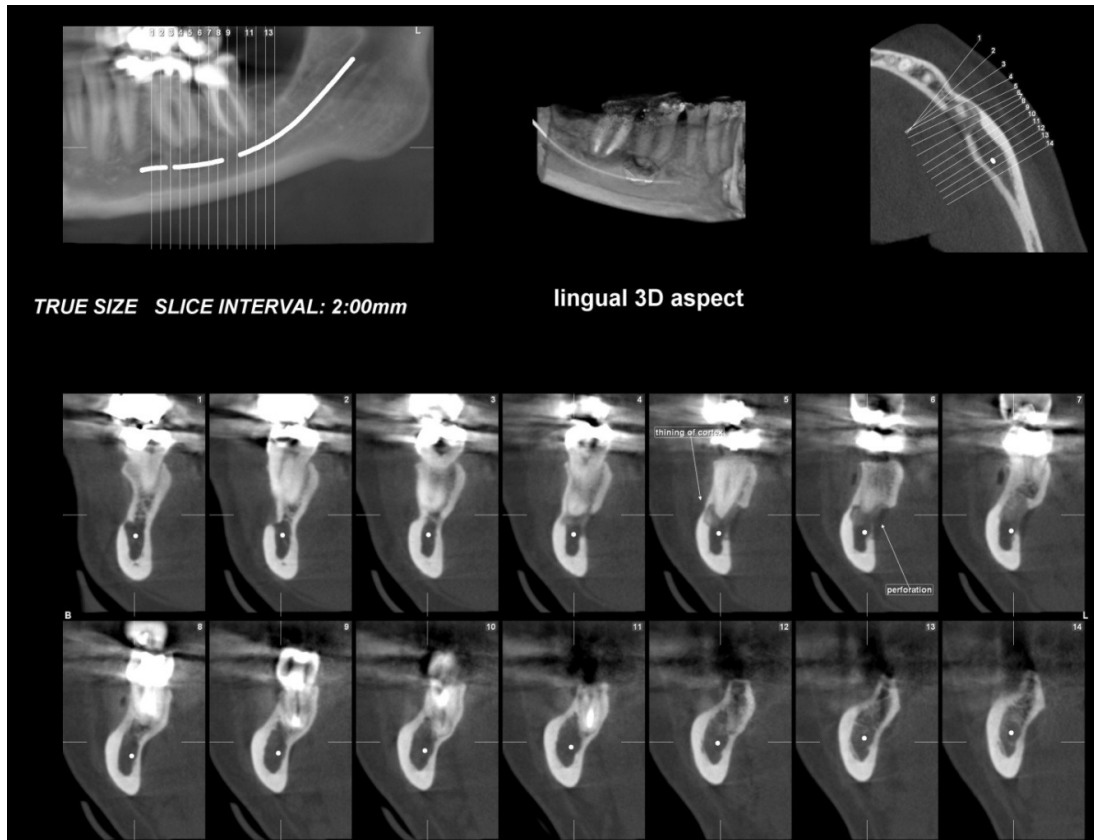 1 2 3 4 5 6 7 8 9 11 13 L
1
2
3
4
5
6
7
8
9
10
11
12
13
14
TRUE SIZE SLICE INTERVAL: 2:00mm
lingual 3D aspect
1 2 3 4 5 6 7
thining of cortex
perforation
B L
8 9 10 11 12 13 14